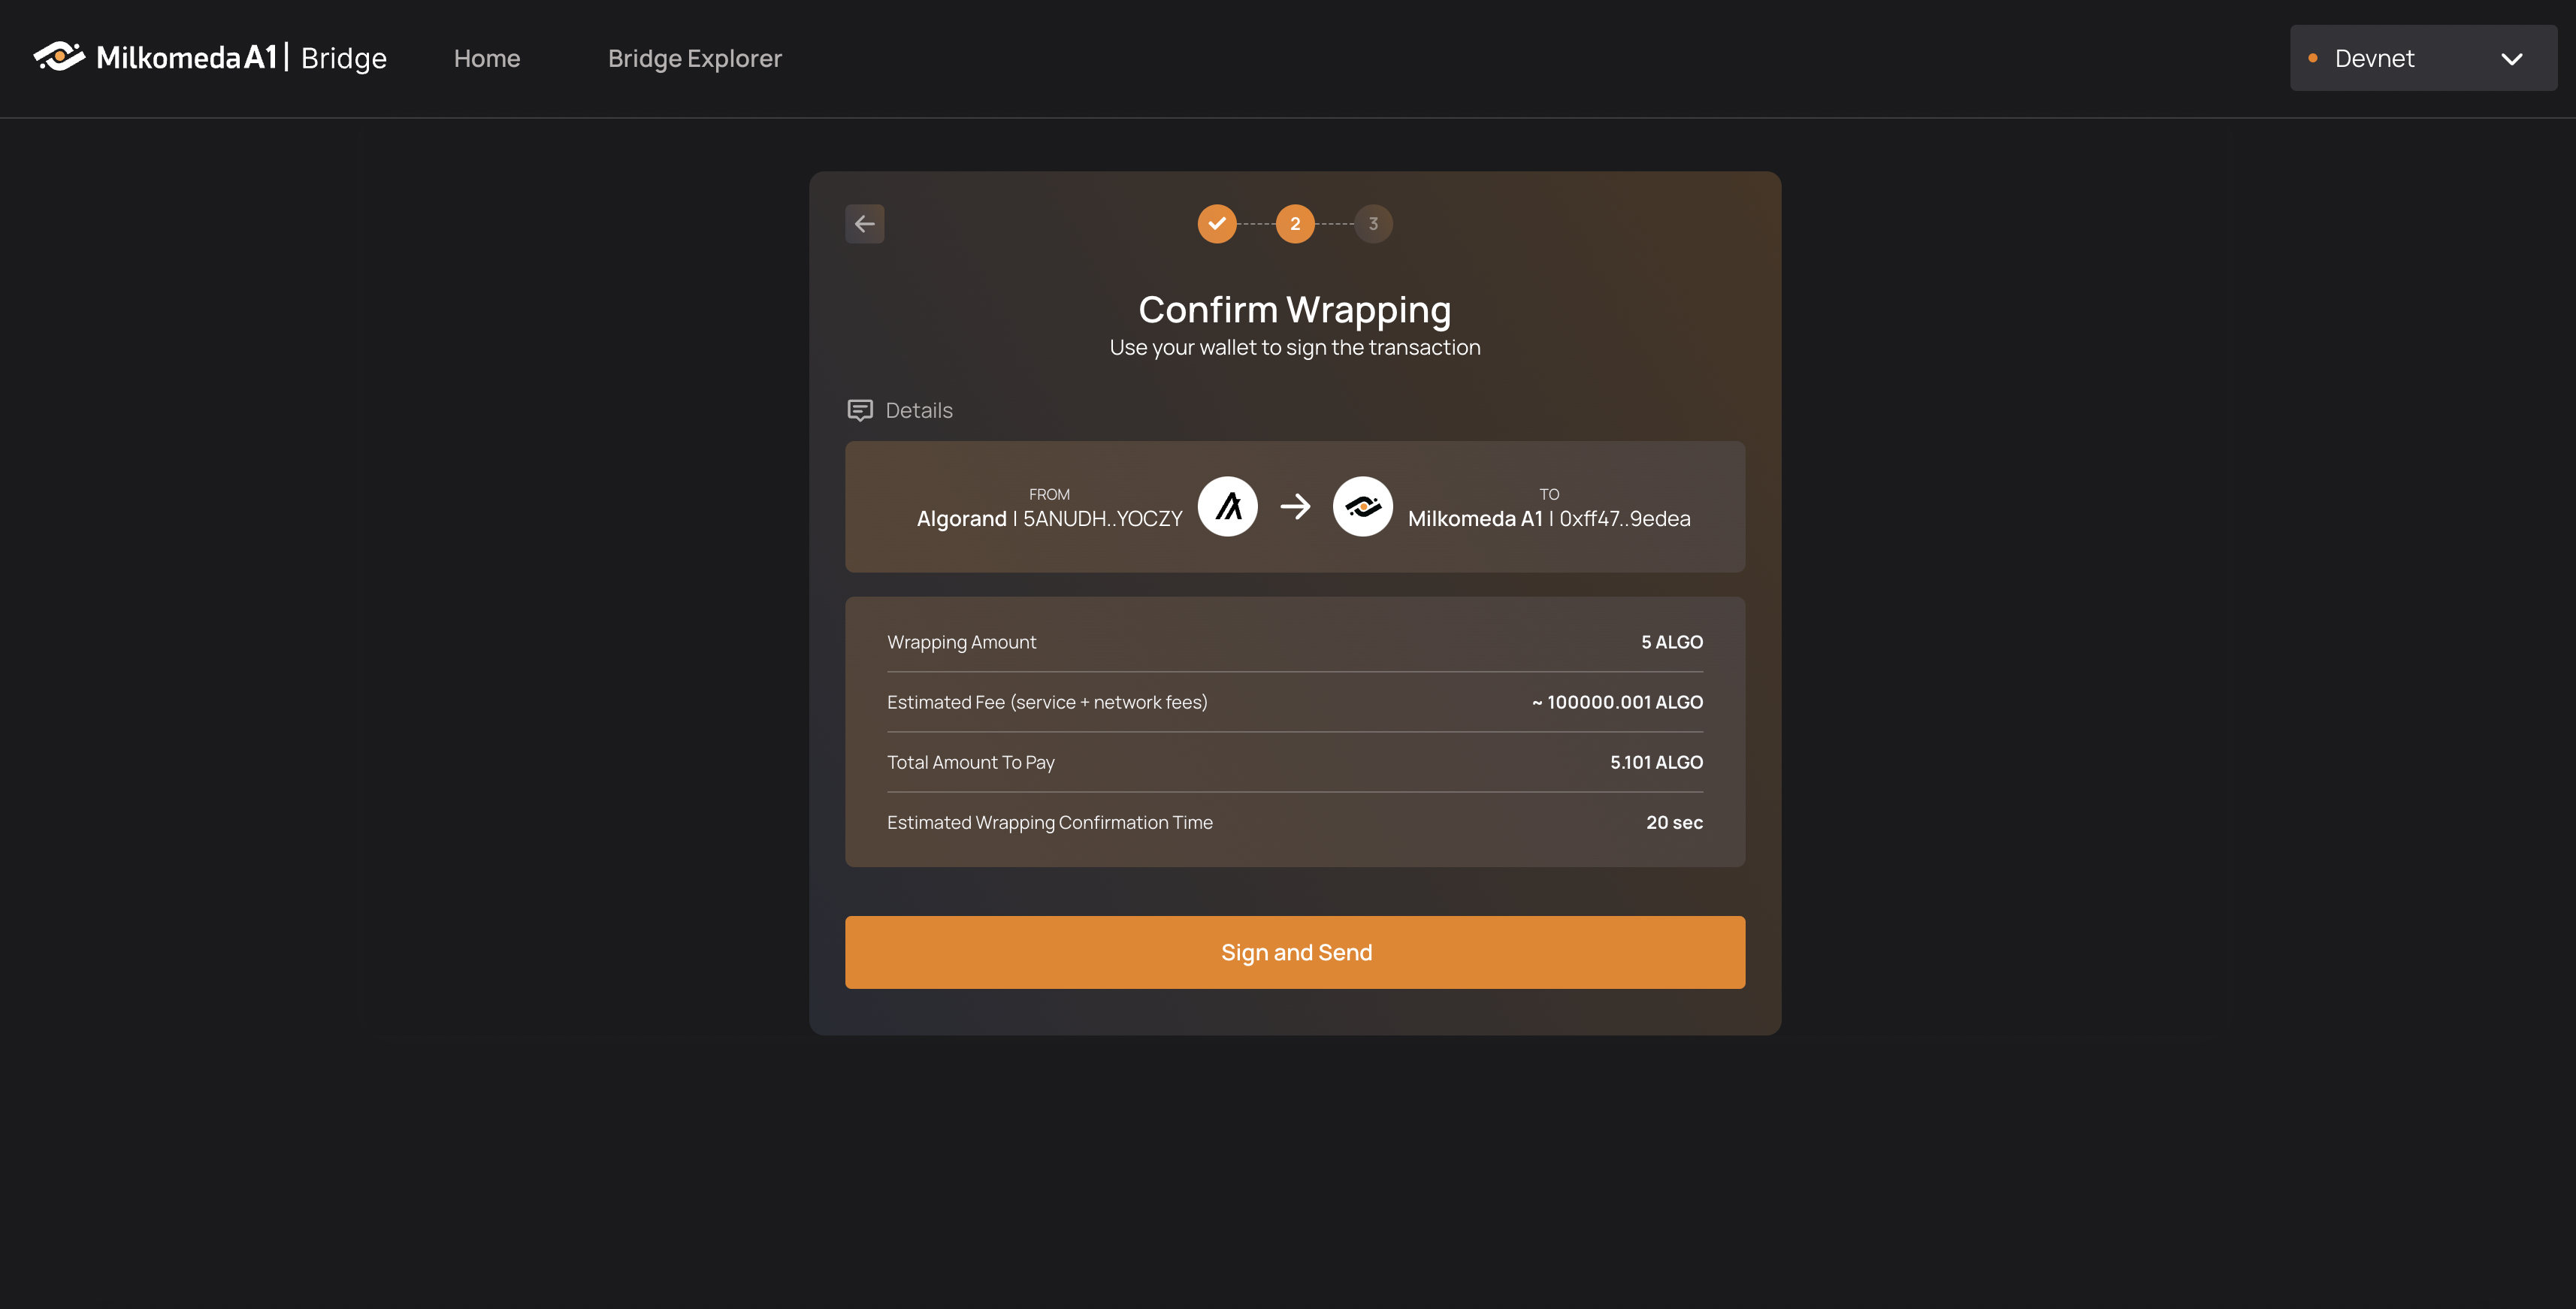 Milkomeda A1 | Bridge
Home
Bridge Explorer
Devnet
2
3
Confirm Wrapping
Use your wallet to sign the transaction
Details
FROM
Algorand | 5ANUDH..YOCZY
TO
Milkomeda A1 | 0xff47..9edea
Wrapping Amount 5 ALGO
Estimated Fee (service + network fees) ~ 100000.001 ALGO
Total Amount To Pay 5.101 ALGO
Estimated Wrapping Confirmation Time 20 sec
Sign and Send